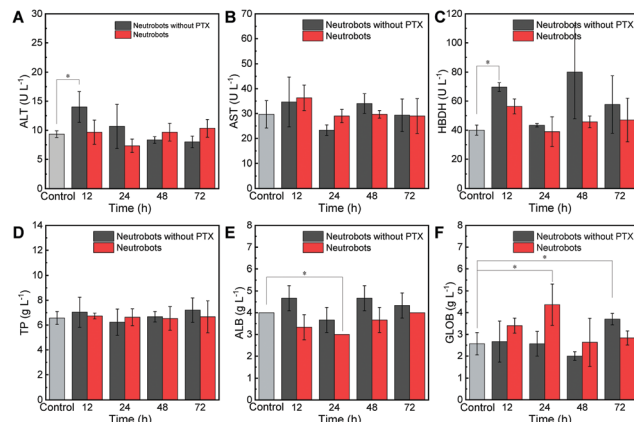 A
Neutrobots without PTX
Neutrobots
ALT (U L-1)
30
25
20
15
10
5
0
*
Control 12 24 48 72
Time (h)
B
Neutrobots without PTX
Neutrobots
AST (U L-1)
60
50
40
30
20
10
0
Control 12 24 48 72
Time (h)
C
Neutrobots without PTX
Neutrobots
HBDH (U L-1)
120
100
80
60
40
20
0
*
Control 12 24 48 72
Time (h)
D
Neutrobots without PTX
Neutrobots
TP (g L-1)
16
14
12
10
8
6
4
2
0
Control 12 24 48 72
Time (h)
E
Neutrobots without PTX
Neutrobots
ALB (g L-1)
8
7
6
5
4
3
2
1
0
*
Control 12 24 48 72
Time (h)
F
Neutrobots without PTX
Neutrobots
GLOB (g L-1)
8
7
6
5
4
3
2
1
0
*
*
Control 12 24 48 72
Time (h)